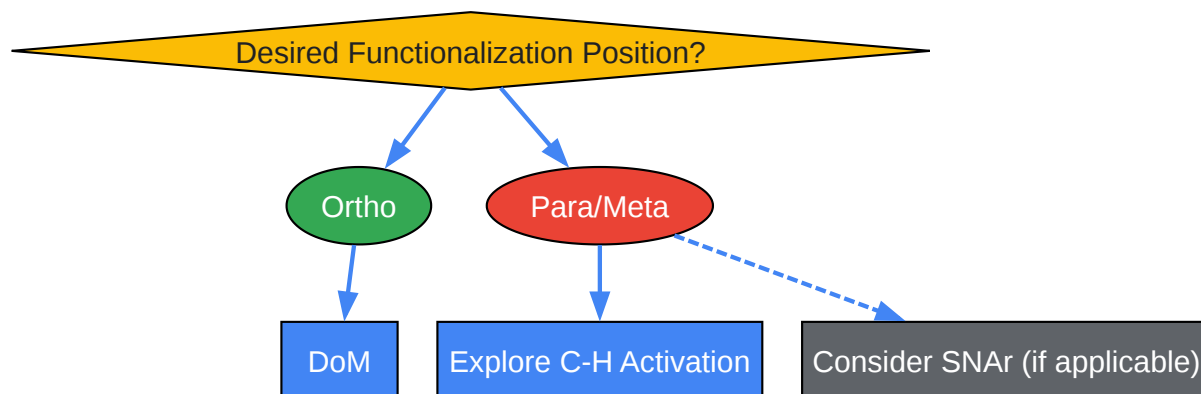 Desired Functionalization Position?
Ortho
Para/Meta
DoM
Explore C-H Activation
Consider SNAr (if applicable)